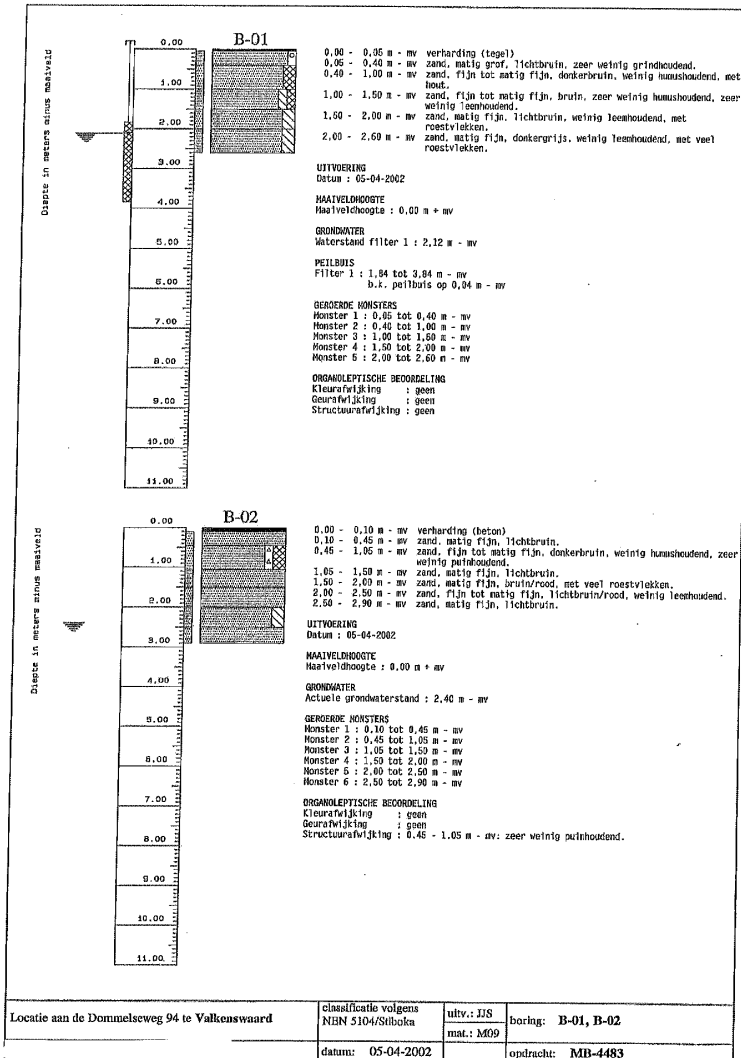 B-01
Diepte in meters minus maaiveld
0,00
1.00
2.00
3.00
4.00
5.00
6.00
7.00
8.00
9.00
10.00
11.00
0,00 - 0,05 m - mv verharding (tegel)
0,05 - 0,40 m - mv zand, matig grof, lichtbruin, zeer weinig grindhoudend.
0,40 - 1,00 m - mv zand, fijn tot matig fijn, donkerbruin, weinig humushoudend, met
hout.
1,00 - 1,50 m - mv zand, fijn tot matig fijn, bruin, zeer weinig humushoudend, zeer
weinig leemhoudend.
1,50 - 2,00 m - mv zand, matig fijn, lichtbruin, weinig leemhoudend, met
roestvlekken.
2,00 - 2,60 m - mv zand, matig fijn, donkergrijs, weinig leemhoudend, met veel
roestvlekken.
UITVOERING
Datum : 05-04-2002
MAAIVELDHOOGTE
Maaiveldhoogte : 0,00 m + mv
GRONDWATER
Waterstand filter 1 : 2,12 m - mv
PEILBUIS
Filter 1 : 1,84 tot 3,84 m - mv
b.k. peilbuis op 0,04 m - mv
GEROERDE MONSTERS
Monster 1 : 0,05 tot 0,40 m - mv
Monster 2 : 0,40 tot 1,00 m - mv
Monster 3 : 1,00 tot 1,50 m - mv
Monster 4 : 1,50 tot 2,00 m - mv
Monster 5 : 2,00 tot 2,60 m - mv
ORGANOLEPTISCHE BEOORDELING
Kleurafwijking : geen
Geurafwijking : geen
Structuurafwijking : geen
B-02
Diepte in meters minus maaiveld
0.00
1,00
2.00
3,00
4,00
5.00
6,00
7.00
8.00
9.00
10.00
11.00
0,00 - 0,10 m - mv verharding (beton)
0,10 - 0,45 m - mv zand, matig fijn, lichtbruin.
0,45 - 1,05 m - mv zand, fijn tot matig fijn, donkerbruin, weinig humushoudend, zeer
weinig puinhoudend.
1,05 - 1,50 m - mv zand, matig fijn, lichtbruin.
1,50 - 2,00 m - mv zand, matig fijn, bruin/rood, met veel roestvlekken.
2,00 - 2,50 m - mv zand, fijn tot matig fijn, lichtbruin/rood, weinig leemhoudend.
2,50 - 2,90 m - mv zand, matig fijn, lichtbruin.
UITVOERING
Datum : 05-04-2002
MAAIVELDHOOGTE
Maaiveldhoogte : 0,00 m + mv
GRONDWATER
Actuele grondwaterstand : 2,40 m - mv
GEROERDE MONSTERS
Monster 1 : 0,10 tot 0,45 m - mv
Monster 2 : 0,45 tot 1,05 m - mv
Monster 3 : 1,05 tot 1,50 m - mv
Monster 4 : 1,50 tot 2,00 m - mv
Monster 5 : 2,00 tot 2,50 m - mv
Monster 6 : 2,50 tot 2,90 m - mv
ORGANOLEPTISCHE BEOORDELING
Kleurafwijking : geen
Geurafwijking : geen
Structuurafwijking : 0.45 - 1.05 m - mv: zeer weinig puinhoudend.
Locatie aan de Dommelseweg 94 te Valkenswaard
classificatie volgens
NBN 5104/Stiboka
datum: 05-04-2002
uitv.: JJS
mat.: M09
boring: B-01, B-02
opdracht: MB-4483